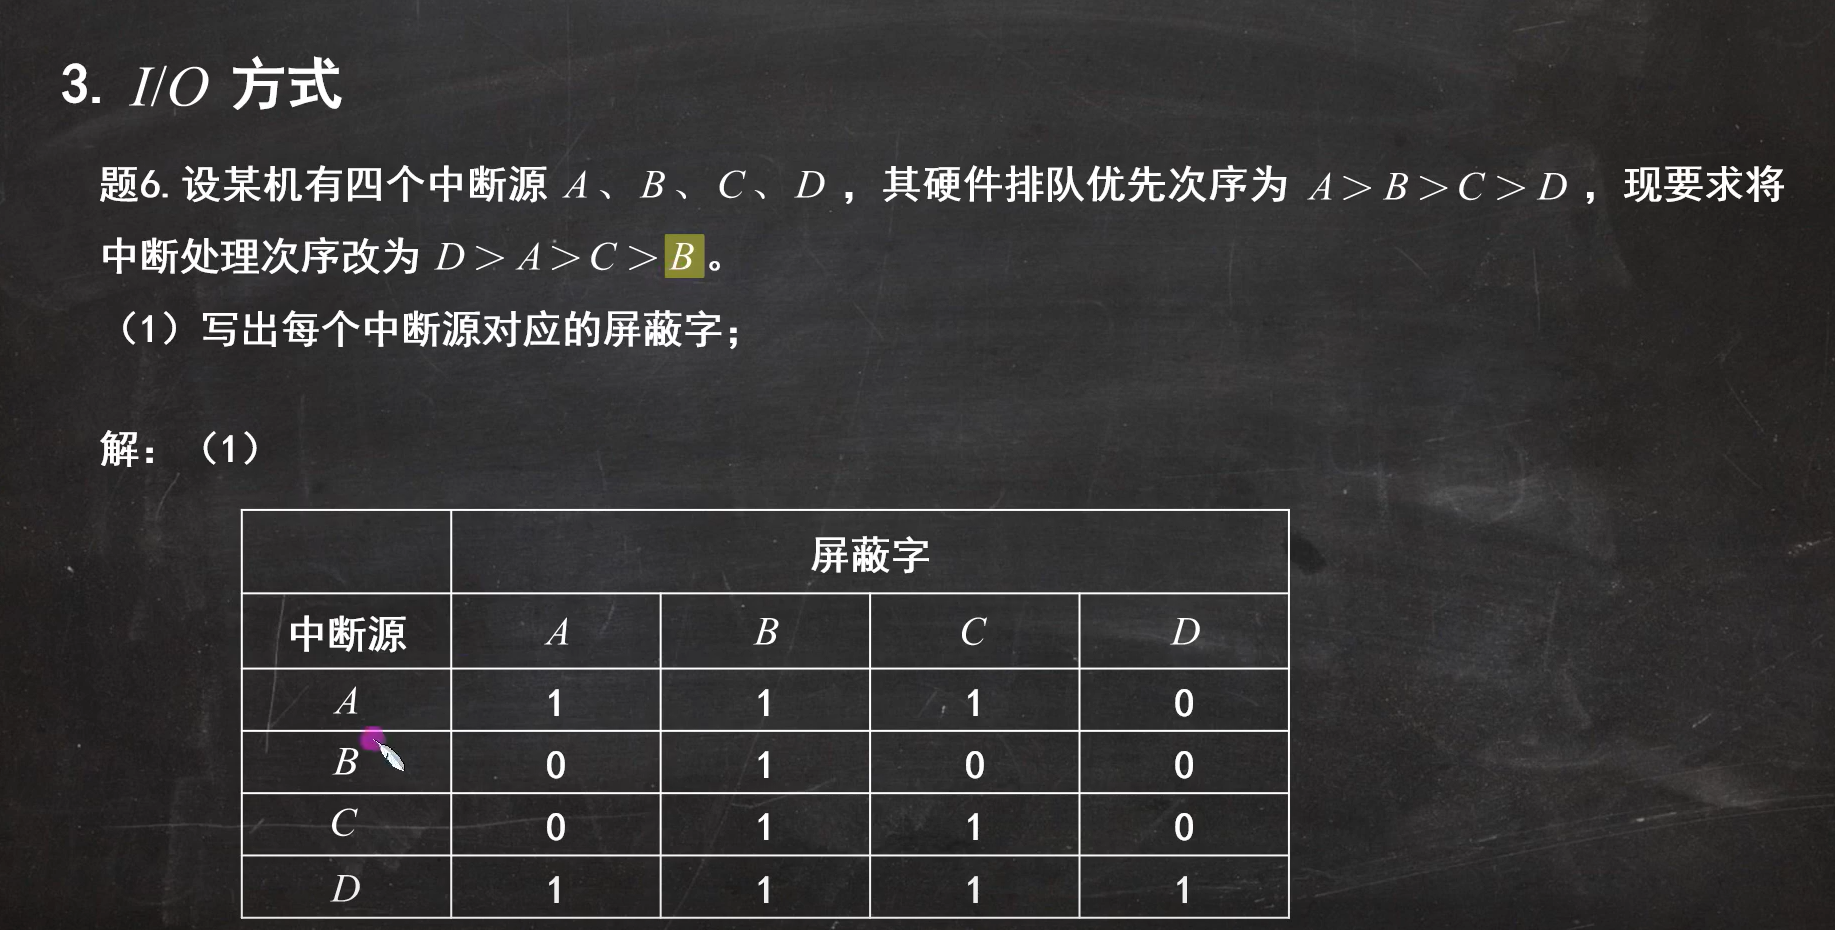 3. I/O 方式
题6. 设某机有四个中断源 A、B、C、D，其硬件排队优先次序为 A＞B＞C＞D，现要求将
中断处理次序改为 D＞A＞C＞B。
（1）写出每个中断源对应的屏蔽字；
解：（1）
屏蔽字
中断源 A B C D
A 1 1 1 0
B 0 1 0 0
C 0 1 1 0
D 1 1 1 1